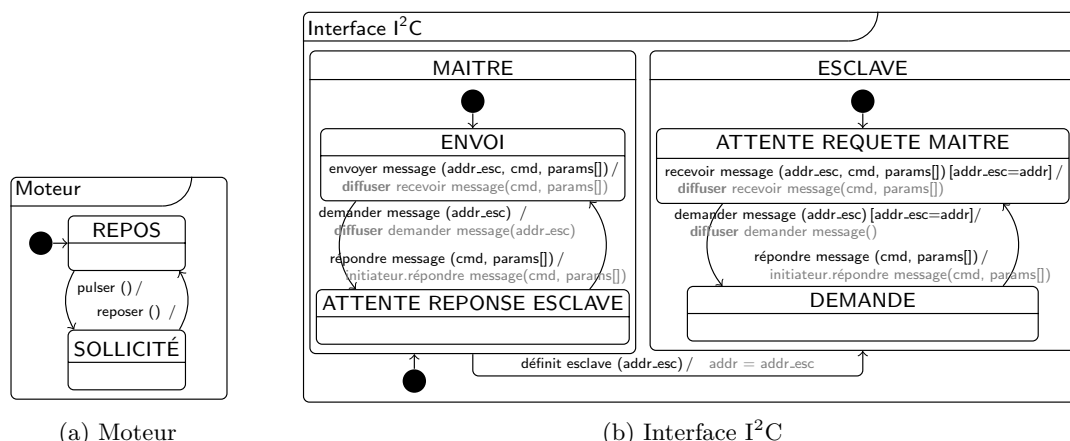 Moteur
REPOS
pulser () /
reposer () /
SOLLICITÉ
(a) Moteur
Interface I²C
MAITRE
ENVOI
envoyer message (addr_esc, cmd, params[]) /
diffuser recevoir message(cmd, params[])
demander message (addr_esc) /
diffuser demander message(addr_esc)
répondre message (cmd, params[]) /
initiateur.répondre message(cmd, params[])
ATTENTE REPONSE ESCLAVE
ESCLAVE
ATTENTE REQUETE MAITRE
recevoir message (addr_esc, cmd, params[]) [addr_esc=addr] /
diffuser recevoir message(cmd, params[])
demander message (addr_esc) [addr_esc=addr]/
diffuser demander message()
répondre message (cmd, params[]) /
initiateur.répondre message(cmd, params[])
DEMANDE
définit esclave (addr_esc) / addr = addr_esc
(b) Interface I²C